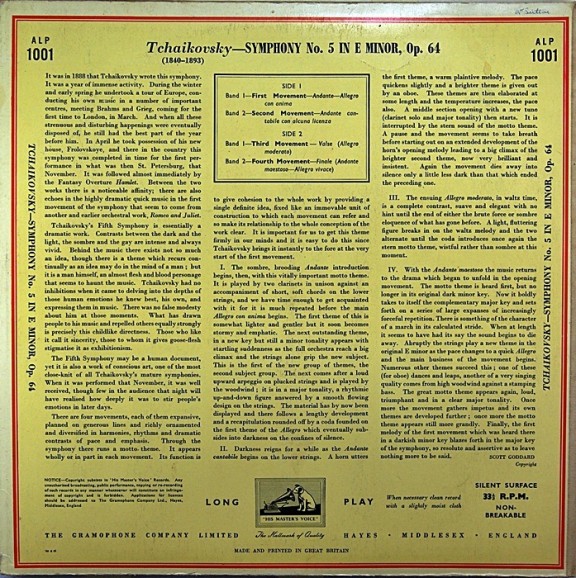 ALP
1001
Tchaikovsky—SYMPHONY No. 5 IN E MINOR, Op. 64
(1840–1893)
ALP
1001
It was in 1888 that Tchaikovsky wrote this symphony.
It was a year of immense activity. During the winter
and early spring he undertook a tour of Europe, con-
ducting his own music in a number of important
centres, meeting Brahms and Grieg, coming for the
first time to London, in March. And when all these
strenuous and disturbing happenings were eventually
disposed of, he still had the best part of the year
before him. In April he took possession of his new
house, Frolovskoye, and there in the country this
symphony was completed in time for the first per-
formance in what was then St. Petersburg, that
November. It was followed almost immediately by
the Fantasy Overture Hamlet. Between the two
works there is a noticeable affinity; there are also
echoes in the highly dramatic quick music in the first
movement of the symphony that seem to come from
another and earlier orchestral work, Romeo and Juliet.
Tchaikovsky's Fifth Symphony is essentially a
dramatic work. Contrasts between the dark and the
light, the sombre and the gay are intense and always
vivid. Behind the music there exists not so much
an idea, though there is a theme which recurs con-
tinually as an idea may do in the mind of a man; but
it is a man himself, an almost flesh and blood personage
that seems to haunt the music. Tchaikovsky had no
inhibitions when it came to delving into the depths of
those human emotions he knew best, his own, and
expressing them in music. There was no false modesty
about him at those moments. What has drawn
people to his music and repelled others equally strongly
is precisely this childlike directness. Those who like
it call it sincerity, those to whom it gives goose-flesh
stigmatise it as exhibitionism.
The Fifth Symphony may be a human document,
yet it is also a work of conscious art, one of the most
close-knit of all Tchaikovsky's mature symphonies.
When it was performed that November, it was well
received, though few in the audience that night will
have realised how deeply it was to stir people's
emotions in later days.
There are four movements, each of them expansive,
planned on generous lines and richly ornamented
and diversified in harmonies, rhythms and dramatic
contrasts of pace and emphasis. Through the
symphony there runs a motto theme. It appears
wholly or in part in each movement. Its function is
SIDE 1
Band 1—First Movement—Andante—Allegro
con anima
Band 2—Second Movement—Andante can-
tabile con alcuna licenza
SIDE 2
Band 1—Third Movement — Valse (Allegro
moderato)
Band 2—Fourth Movement—Finale (Andante
maestoso—Allegro vivace)
to give cohesion to the whole work by providing a
single definite idea, fixed like an immovable unit of
construction to which each movement can refer and
so make its relationship to the whole conception of the
work clear. It is important for us to get this theme
firmly in our minds and it is easy to do this since
Tchaikovsky brings it instantly to the fore at the very
start of the first movement.
I. The sombre, brooding Andante introduction
begins, then, with this vitally important motto theme.
It is played by two clarinets in unison against an
accompaniment of short, soft chords on the lower
strings, and we have time enough to get acquainted
with it for it is much repeated before the main
Allegro con anima begins. The first theme of this is
somewhat lighter and gentler but it soon becomes
stormy and emphatic. The next outstanding theme,
in a new key but still a minor tonality appears with
startling suddenness as the full orchestra reach a big
climax and the strings alone grip the new subject.
This is the first of the new group of themes, the
second subject group. The next comes after a loud
upward arpeggio on plucked strings and is played by
the woodwind; it is in a major tonality, a rhythmic
up-and-down figure answered by a smooth flowing
design on the strings. The material has by now been
displayed and there follows a lengthy development
and a recapitulation rounded off by a coda founded on
the first theme of the Allegro which eventually sub-
sides into darkness on the confines of silence.
II. Darkness reigns for a while as the Andante
cantabile begins on the lower strings. A horn utters
the first theme, a warm plaintive melody. The pace
quickens slightly and a brighter theme is given out
by an oboe. These themes are then elaborated at
some length and the temperature increases, the pace
also. A middle section opening with a new tune
(clarinet solo and major tonality) then starts. It is
interrupted by the stern sound of the motto theme.
A pause and the movement seems to take breath
before starting out on an extended development of the
horn's opening melody leading to a big climax of the
brighter second theme, now very brilliant and
insistent. Again the movement dies away into
silence only a little less dark than that which ended
the preceding one.
III. The ensuing Allegro moderato, in waltz time, is
a complete contrast, suave and elegant with no
hint until the end of either the brute force or sombre
eloquence of what has gone before. A light, fluttering
figure breaks in on the waltz melody and the two
alternate until the coda introduces once again the
stern motto theme, wistful rather than sombre at this
moment.
IV. With the Andante maestoso the music returns
to the drama which began to unfold in the opening
movement. The motto theme is heard first, but no
longer in its original dark minor key. Now it boldly
takes to itself the complementary major key and sets
forth on a series of large expanses of increasingly
forceful repetition. There is something of the character
of a march in its calculated stride. When at length
it seems to have had its say the sound begins to die
away. Abruptly the strings play a new theme in the
original E minor as the pace changes to a quick Allegro
and the main business of the movement begins.
Numerous other themes succeed this; one of these
(for oboe) dances and leaps, another of a very singing
quality comes from high woodwind against a stamping
bass. The great motto theme appears again, loud,
triumphant and in a clear major tonality. Once
more the movement gathers impetus and its own
themes are developed further; once more the motto
theme appears still more grandly. Finally, the first
melody of the first movement which was heard there
in a darkish minor key blares forth in the major key
of the symphony, so resolute and assertive as to leave
nothing more to be said.
SCOTT GODDARD
Copyright
TCHAIKOVSKY—SYMPHONY No. 5 IN E MINOR, Op. 64
TCHAIKOVSKY—SYMPHONY No. 5 IN E MINOR, Op. 64
LONG
"HIS MASTER'S VOICE"
PLAY
When necessary clean record
with a slightly moist cloth
SILENT SURFACE
33⅓ R.P.M.
NON-
BREAKABLE
THE GRAMOPHONE COMPANY LIMITED
The Hallmark of Quality
HAYES · MIDDLESEX · ENGLAND
MADE AND PRINTED IN GREAT BRITAIN